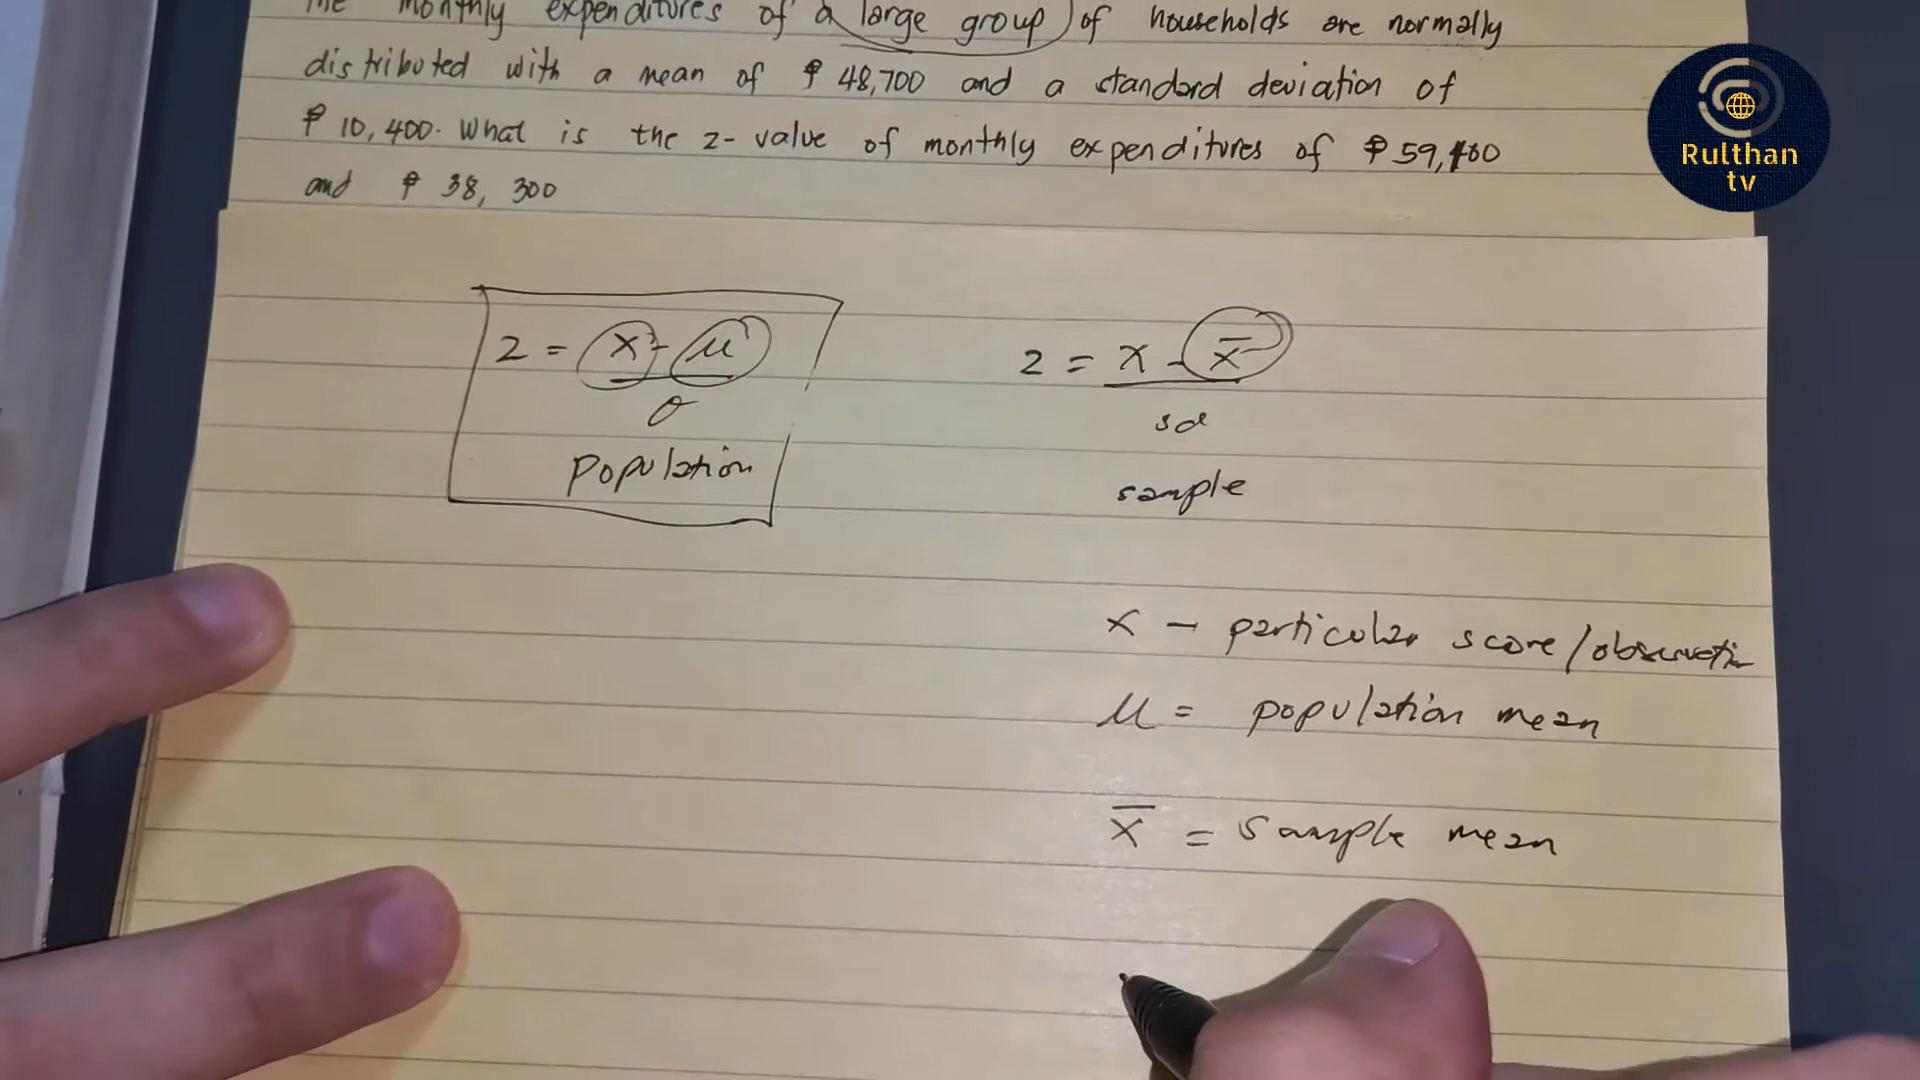 The monthly expenditures of a large group of households are normally
distributed with a mean of ₱ 48,700 and a standard deviation of
₱ 10,400. What is the z-value of monthly expenditures of ₱ 59,100
and ₱ 38, 300
Rulthan
tv
z = x - μ
σ
population
z = x - x̄
sd
sample
x - particular score/observation
μ = population mean
x̄ = sample mean